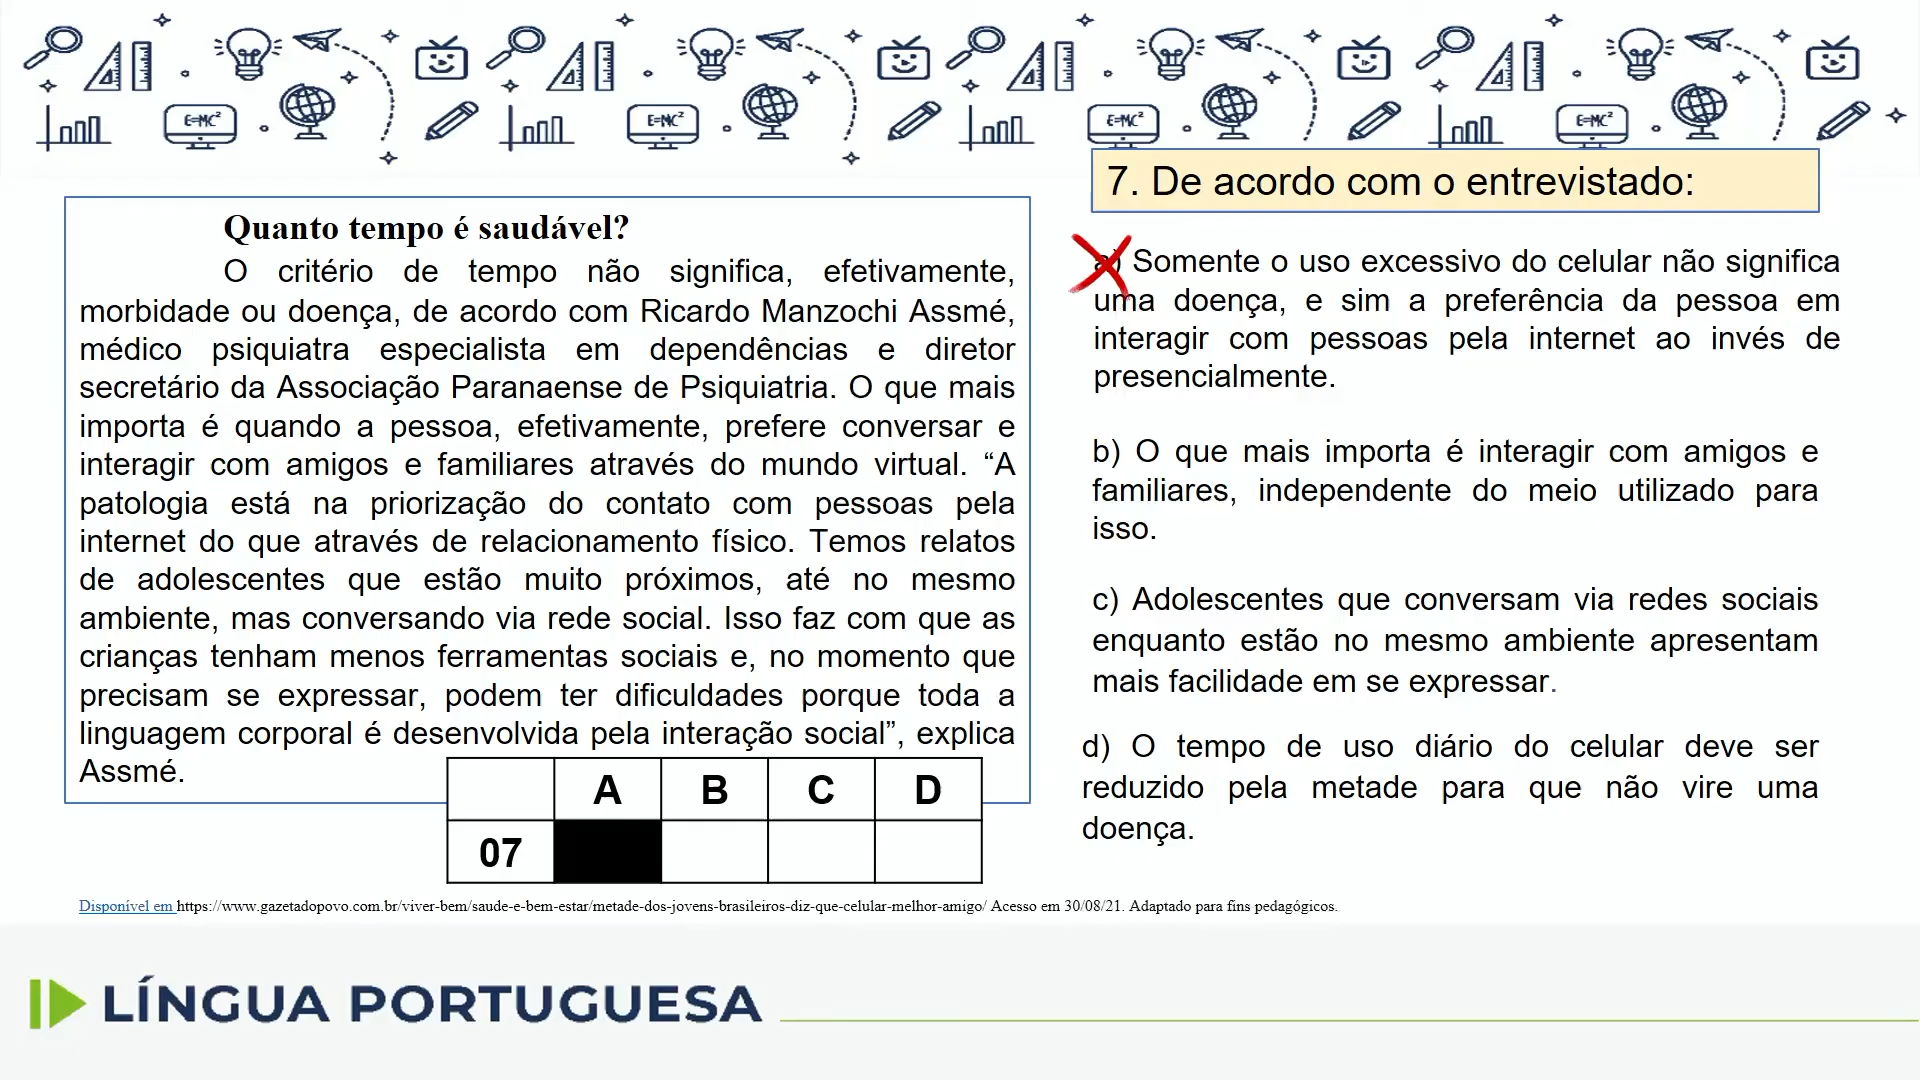 E=MC²
E=MC²
E=MC²
E=MC²
Quanto tempo é saudável?
O critério de tempo não significa, efetivamente,
morbidade ou doença, de acordo com Ricardo Manzochi Assmé,
médico psiquiatra especialista em dependências e diretor
secretário da Associação Paranaense de Psiquiatria. O que mais
importa é quando a pessoa, efetivamente, prefere conversar e
interagir com amigos e familiares através do mundo virtual. “A
patologia está na priorização do contato com pessoas pela
internet do que através de relacionamento físico. Temos relatos
de adolescentes que estão muito próximos, até no mesmo
ambiente, mas conversando via rede social. Isso faz com que as
crianças tenham menos ferramentas sociais e, no momento que
precisam se expressar, podem ter dificuldades porque toda a
linguagem corporal é desenvolvida pela interação social”, explica
Assmé.
A B C D
07
7. De acordo com o entrevistado:
a) Somente o uso excessivo do celular não significa
uma doença, e sim a preferência da pessoa em
interagir com pessoas pela internet ao invés de
presencialmente.
b) O que mais importa é interagir com amigos e
familiares, independente do meio utilizado para
isso.
c) Adolescentes que conversam via redes sociais
enquanto estão no mesmo ambiente apresentam
mais facilidade em se expressar.
d) O tempo de uso diário do celular deve ser
reduzido pela metade para que não vire uma
doença.
Disponível em https://www.gazetadopovo.com.br/viver-bem/saude-e-bem-estar/metade-dos-jovens-brasileiros-diz-que-celular-melhor-amigo/ Acesso em 30/08/21. Adaptado para fins pedagógicos.
LÍNGUA PORTUGUESA